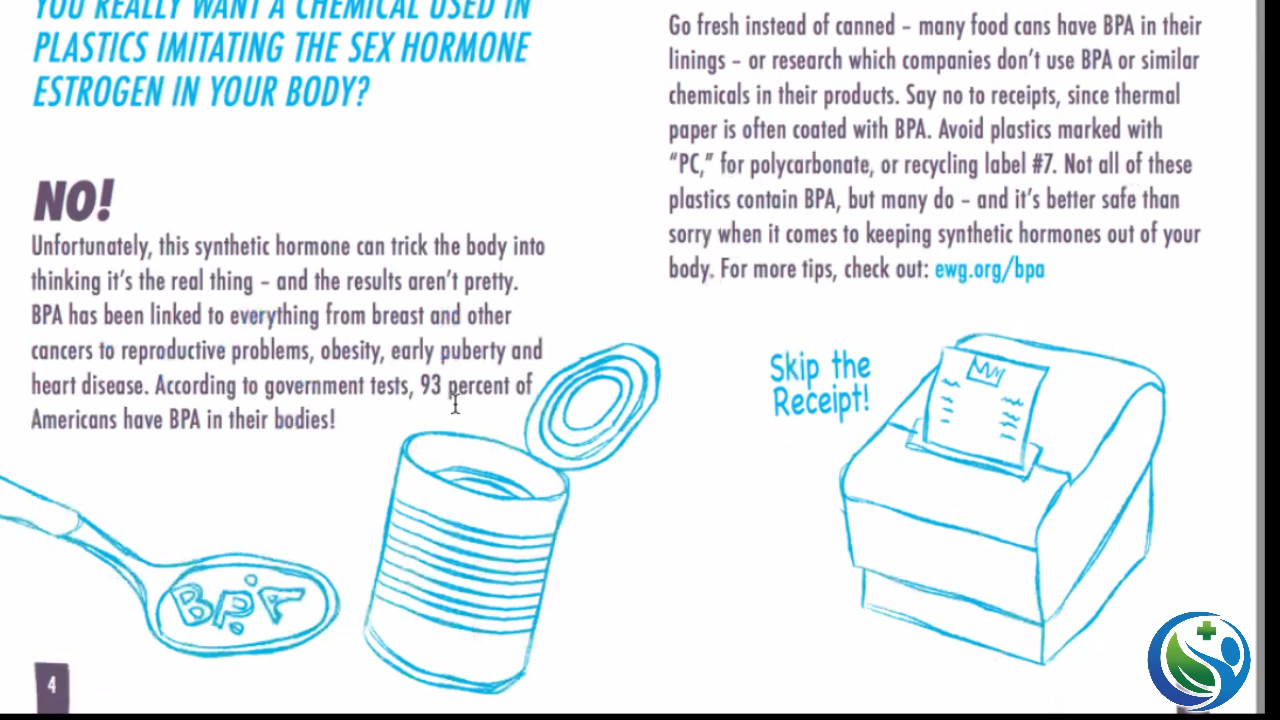 YOU REALLY WANT A CHEMICAL USED IN
PLASTICS IMITATING THE SEX HORMONE
ESTROGEN IN YOUR BODY?
NO!
Unfortunately, this synthetic hormone can trick the body into
thinking it's the real thing – and the results aren't pretty.
BPA has been linked to everything from breast and other
cancers to reproductive problems, obesity, early puberty and
heart disease. According to government tests, 93 percent of
Americans have BPA in their bodies!
BPA
4
Go fresh instead of canned – many food cans have BPA in their
linings – or research which companies don't use BPA or similar
chemicals in their products. Say no to receipts, since thermal
paper is often coated with BPA. Avoid plastics marked with
“PC,” for polycarbonate, or recycling label #7. Not all of these
plastics contain BPA, but many do – and it's better safe than
sorry when it comes to keeping synthetic hormones out of your
body. For more tips, check out: ewg.org/bpa
Skip the
Receipt!